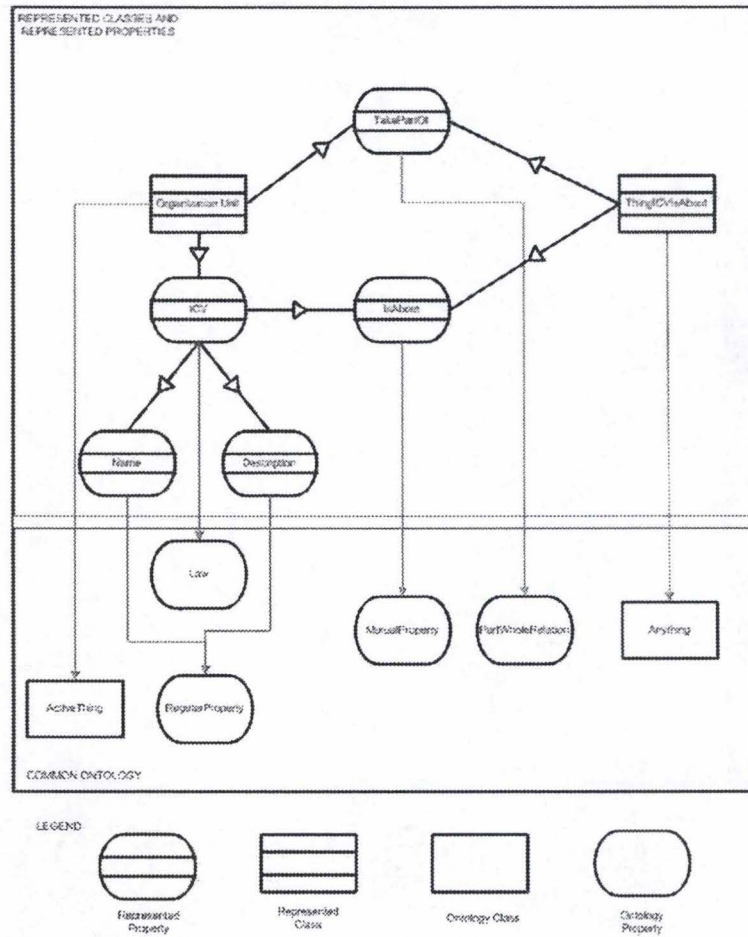 REPRESENTED CLASSES AND
REPRESENTED PROPERTIES
TakePartOf
Organisation Unit
ThingICVIsAbout
ICV
IsAbout
Name
Description
Law
MutualProperty
PartWholeRelation
Anything
ActiveThing
RegularProperty
COMMON ONTOLOGY
LEGEND
Represented
Property
Represented
Class
Ontology Class
Ontology
Property